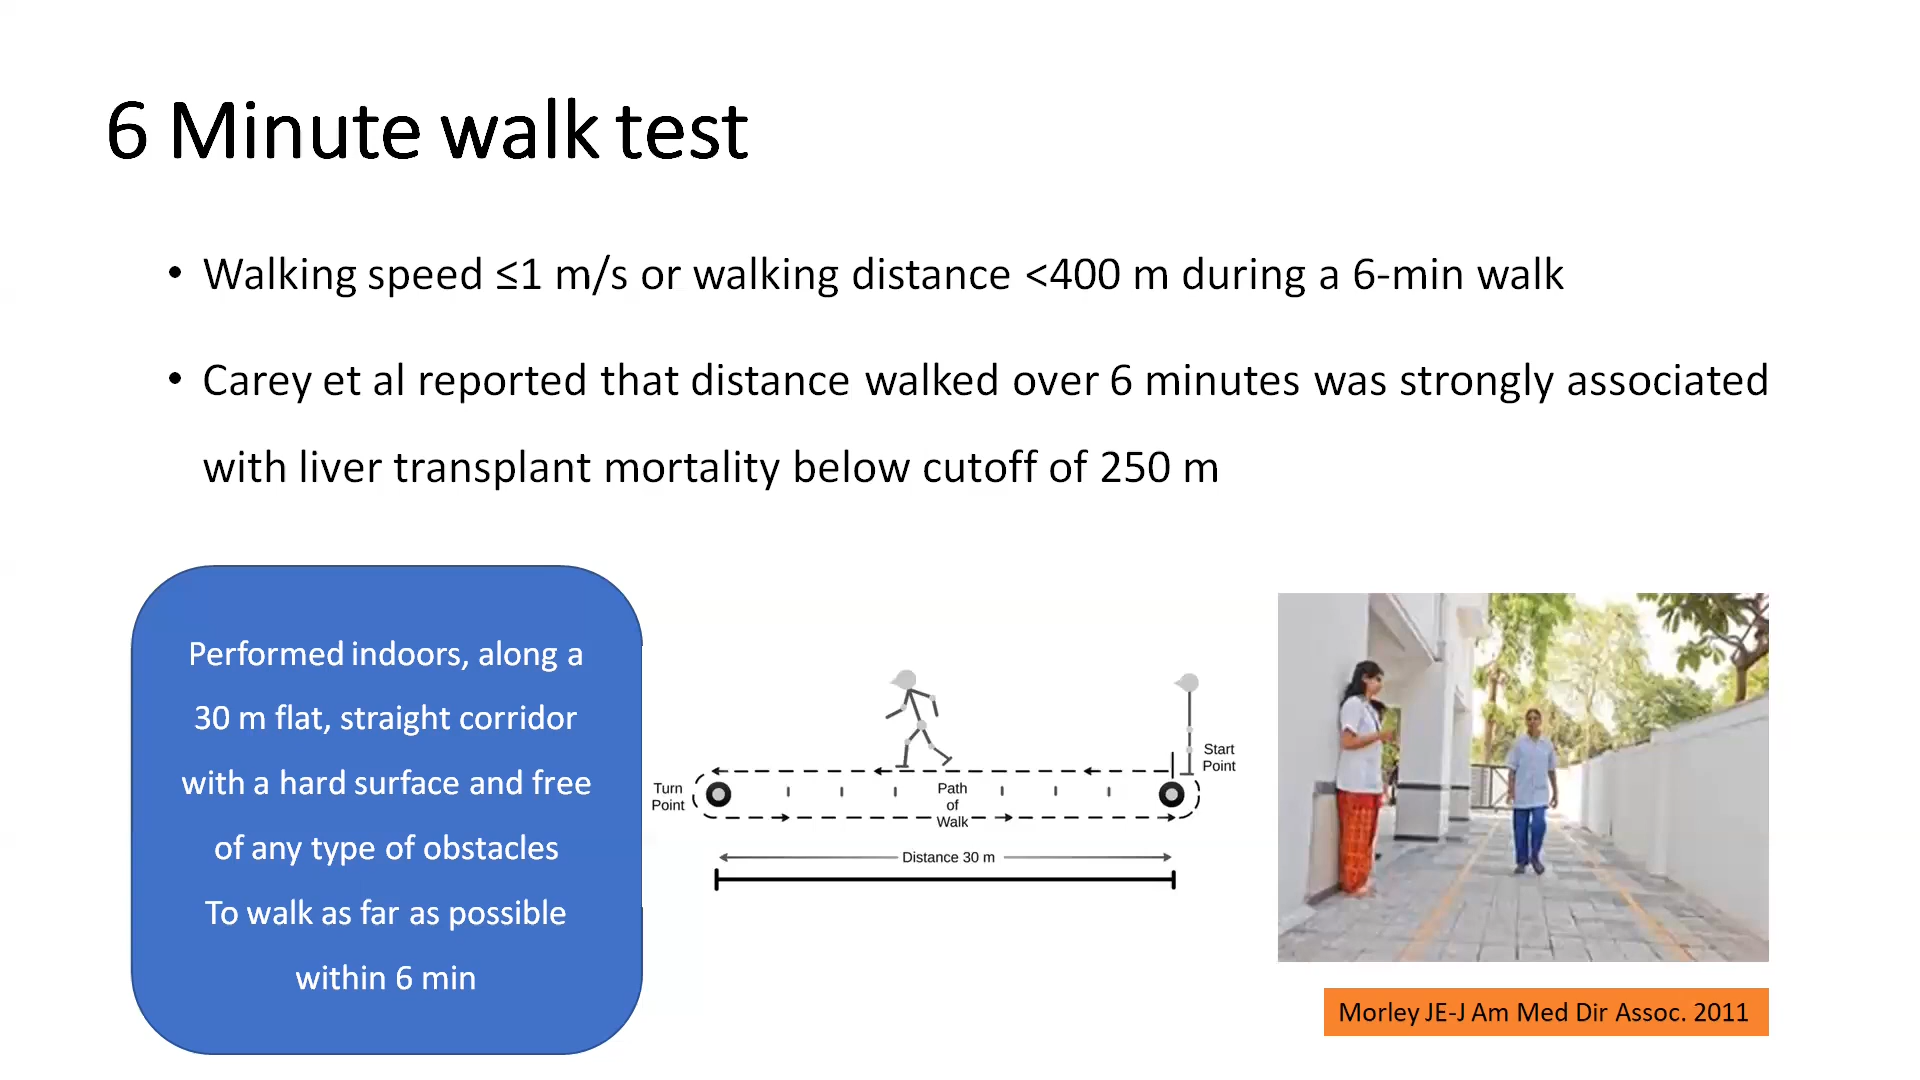 6 Minute walk test
• Walking speed ≤1 m/s or walking distance <400 m during a 6-min walk
• Carey et al reported that distance walked over 6 minutes was strongly associated
with liver transplant mortality below cutoff of 250 m
Performed indoors, along a
30 m flat, straight corridor
with a hard surface and free
of any type of obstacles
To walk as far as possible
within 6 min
Turn
Point
Path
of
Walk
Start
Point
Distance 30 m
Morley JE-J Am Med Dir Assoc. 2011